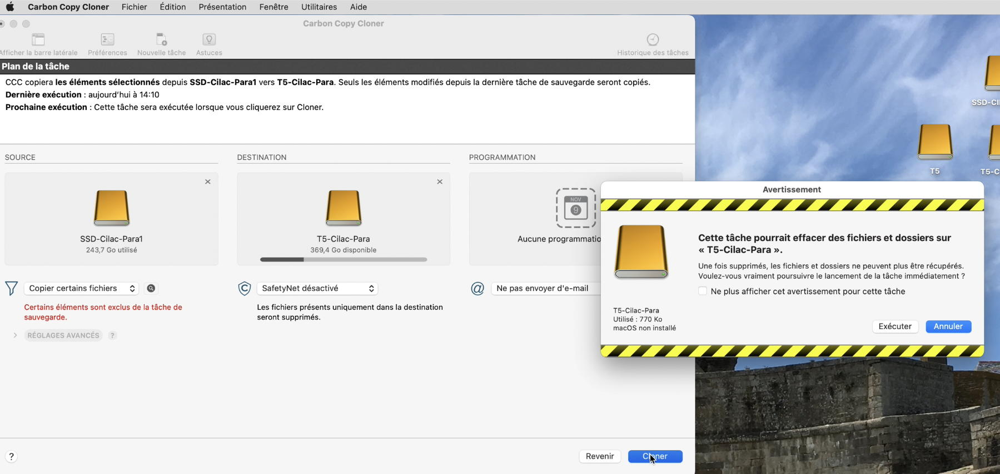 Carbon Copy Cloner Fichier Édition Présentation Fenêtre Utilitaires Aide
Carbon Copy Cloner
Afficher la barre latérale Préférences Nouvelle tâche Astuces Historique des tâches
Plan de la tâche
CCC copiera les éléments sélectionnés depuis SSD-Cilac-Para1 vers T5-Cilac-Para. Seuls les éléments modifiés depuis la dernière tâche de sauvegarde seront copiés.
Dernière exécution : aujourd'hui à 14:10
Prochaine exécution : Cette tâche sera exécutée lorsque vous cliquerez sur Cloner.
SSD-Cil
T5
T5-C
SOURCE DESTINATION PROGRAMMATION
SSD-Cilac-Para1
243,7 Go utilisé
T5-Cilac-Para
369,4 Go disponible
NOV
9
Aucune programmatio
Copier certains fichiers
SafetyNet désactivé
@ Ne pas envoyer d'e-mail
Certains éléments sont exclus de la tâche de
sauvegarde.
Les fichiers présents uniquement dans la destination
seront supprimés.
RÉGLAGES AVANCÉS ?
Avertissement
Cette tâche pourrait effacer des fichiers et dossiers sur
« T5-Cilac-Para ».
Une fois supprimés, les fichiers et dossiers ne peuvent plus être récupérés.
Voulez-vous vraiment poursuivre le lancement de la tâche immédiatement ?
Ne plus afficher cet avertissement pour cette tâche
T5-Cilac-Para
Utilisé : 770 Ko
macOS non installé
Exécuter Annuler
? Revenir Cloner